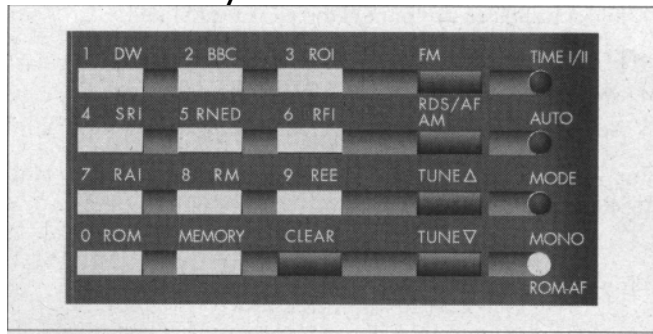 1 DW 2 BBC 3 ROI FM TIME I/II
4 SRI 5 RNED 6 RFI RDS/AF AM AUTO
7 RAI 8 RM 9 REE TUNE△ MODE
0 ROM MEMORY CLEAR TUNE▽ MONO
ROM-AF